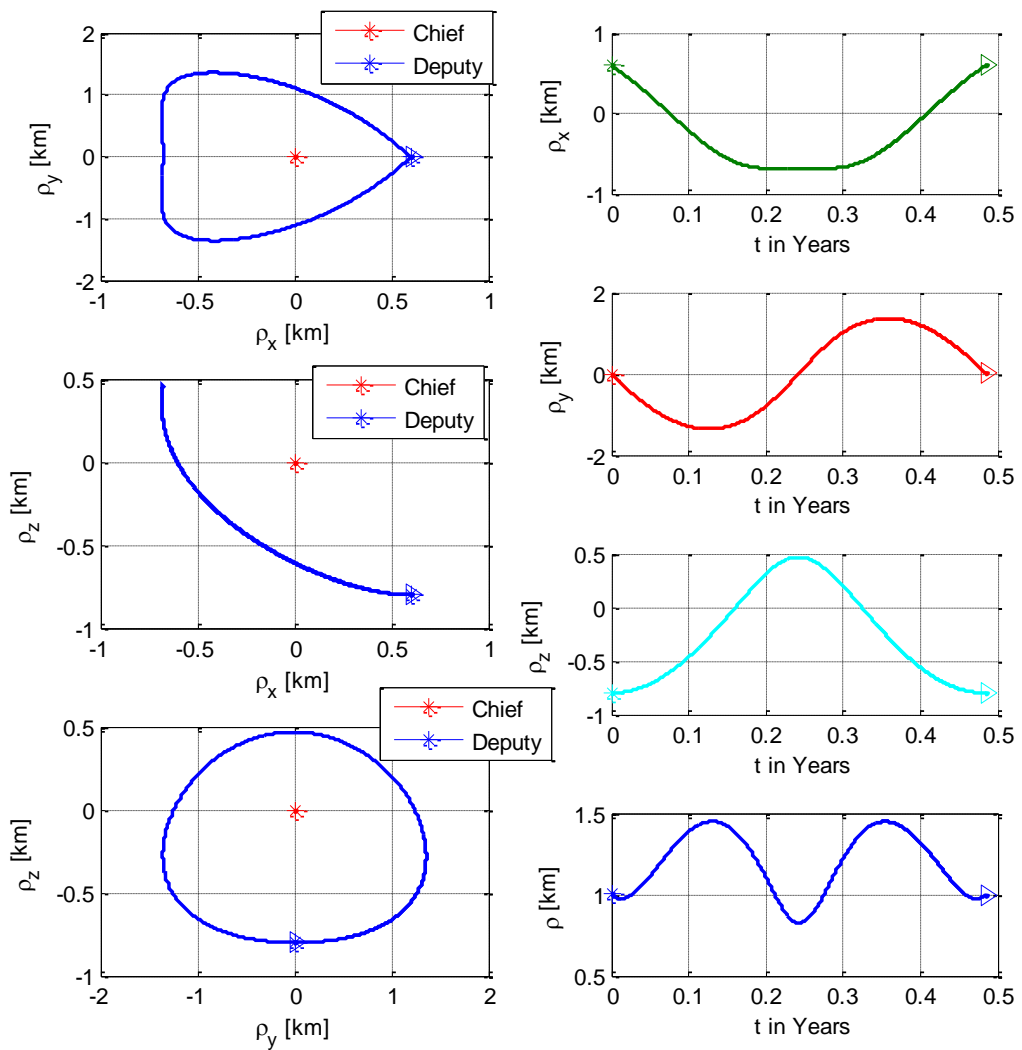 2
1
0
-1
-2
ρy [km]
-1 -0.5 0 0.5 1
ρx [km]
Chief
Deputy
0.5
0
-0.5
-1
ρz [km]
-1 -0.5 0 0.5 1
ρx [km]
Chief
Deputy
0.5
0
-0.5
-1
ρz [km]
-2 -1 0 1 2
ρy [km]
Chief
Deputy
1
0
-1
ρx [km]
0 0.1 0.2 0.3 0.4 0.5
t in Years
2
0
-2
ρy [km]
0 0.1 0.2 0.3 0.4 0.5
t in Years
0.5
0
-0.5
-1
ρz [km]
0 0.1 0.2 0.3 0.4 0.5
t in Years
1.5
1
0.5
ρ [km]
0 0.1 0.2 0.3 0.4 0.5
t in Years